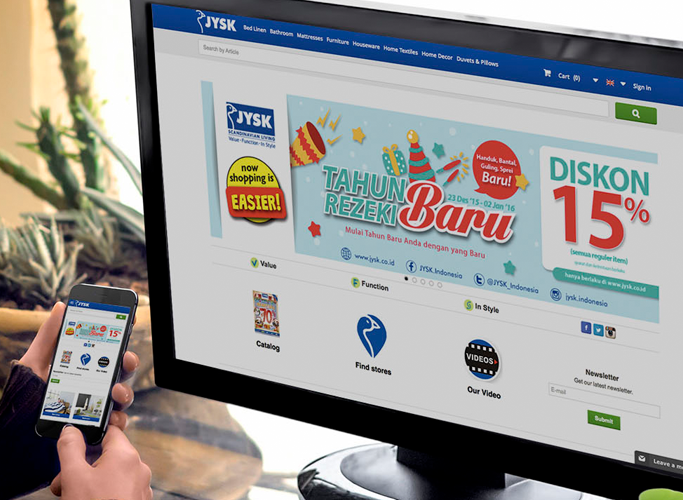 JYSK
Bed Linen Bathroom Mattresses Furniture Houseware Home Textiles Home Decor Duvets & Pillows
Cart (0)
Sign In
Search by Article
JYSK
SCANDINAVIAN LIVING
Value • Function • In Style
now
shopping is
EASIER!
TAHUN
REZEKI Baru
23 Des '15 - 02 Jan '16
Mulai Tahun Baru Anda dengan yang Baru
Handuk, Bantal,
Guling, Sprei
Baru!
DISKON
15%
(semua reguler item)
hanya berlaku di www.jysk.co.id
www.jysk.co.id
JYSK.Indonesia
@JYSK_Indonesia
jysk.indonesia
Value
Function
In Style
Catalog
Find stores
VIDEOS
Our Video
Newsletter
Get our latest newsletter.
E-mail
Submit
Leave a
JYSK
15%